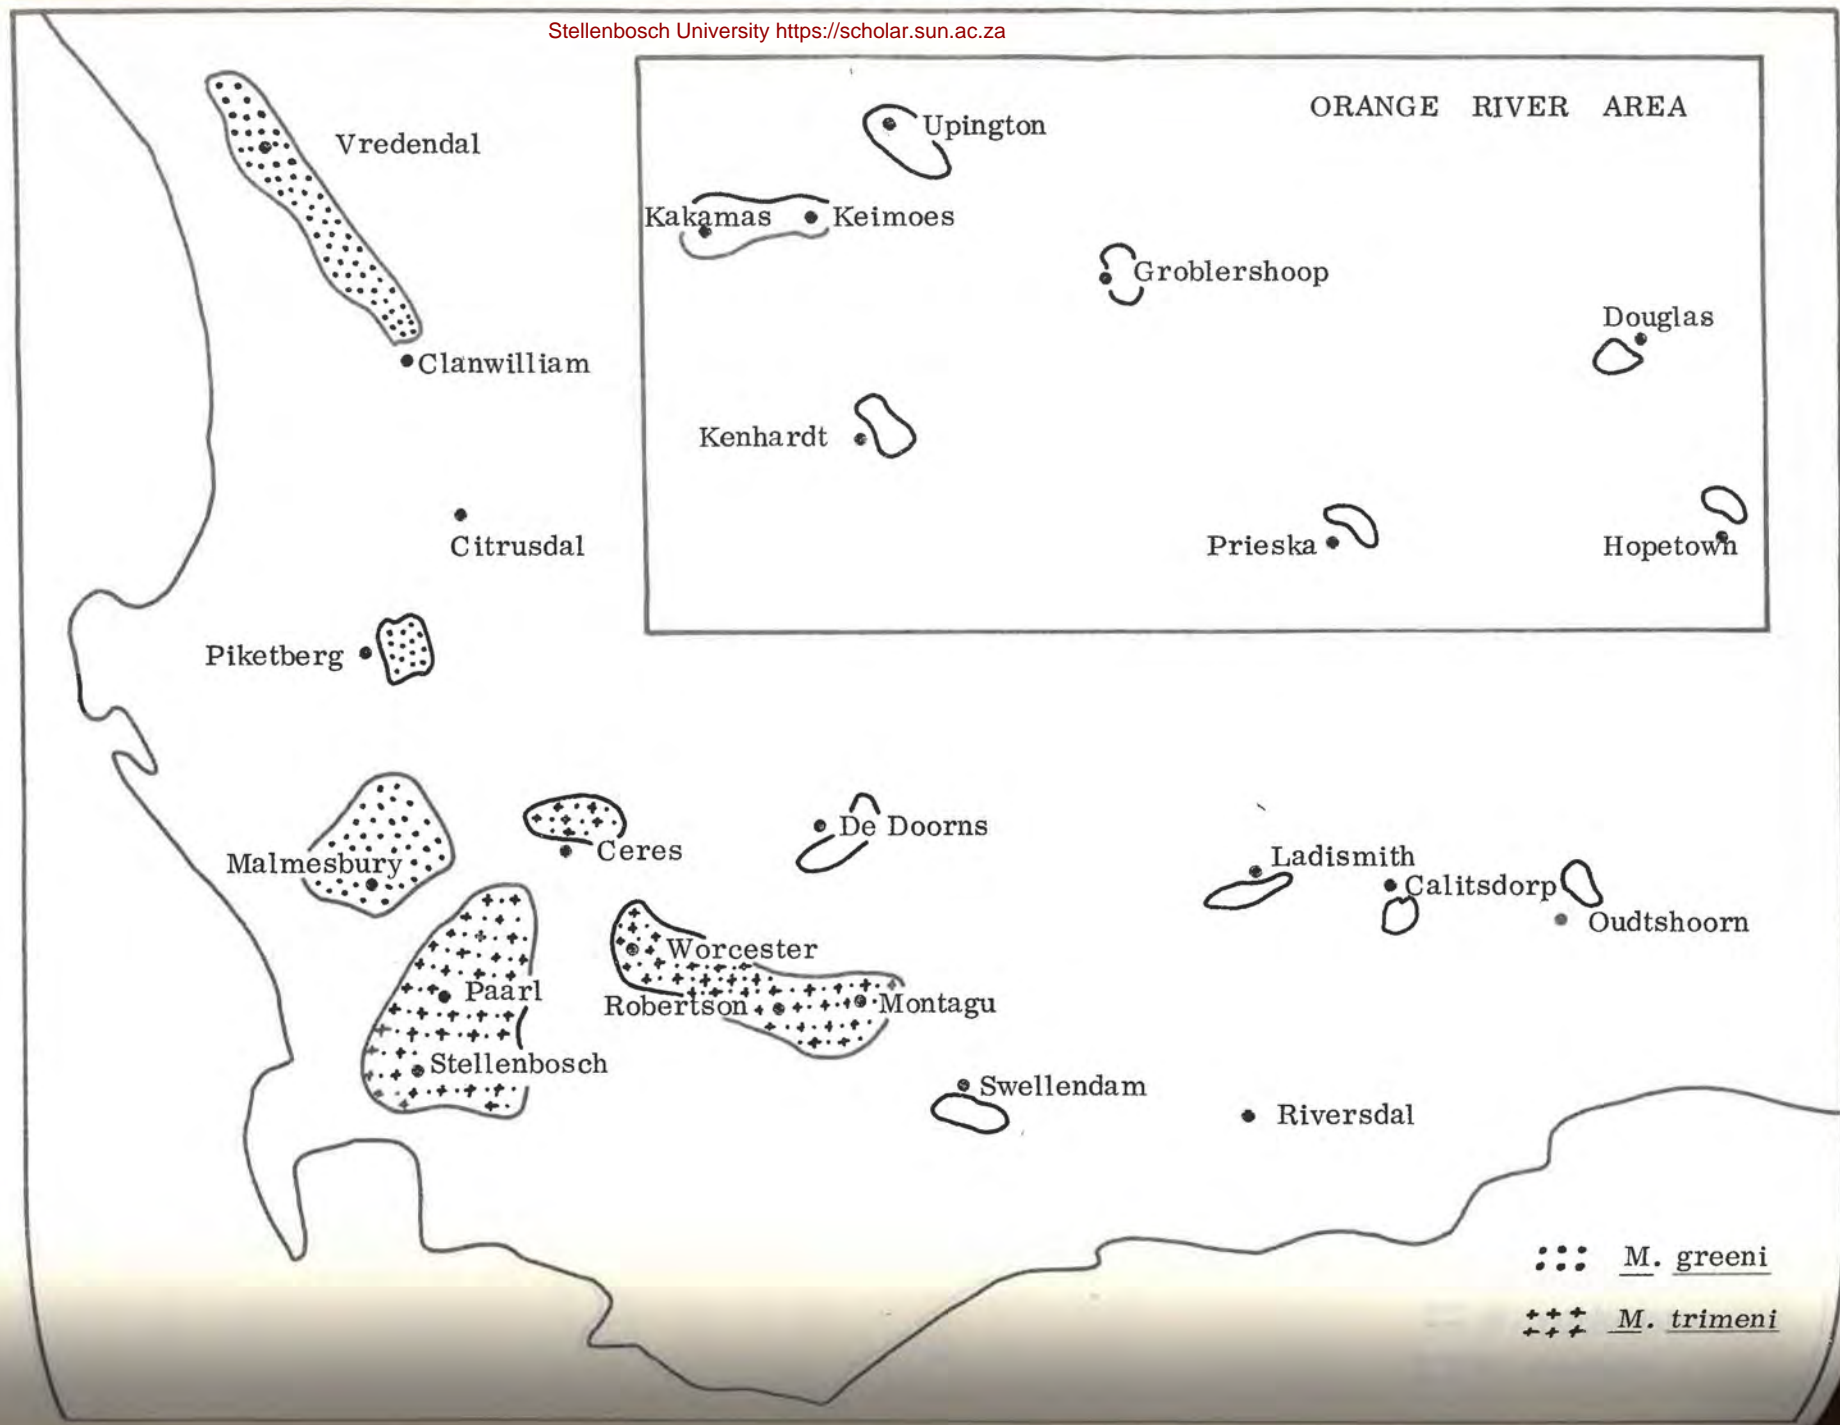 Stellenbosch University https://scholar.sun.ac.za
ORANGE RIVER AREA
Upington
Vredendal
Kakamas
Keimoes
Groblershoop
Douglas
Clanwilliam
Kenhardt
Citrusdal
Prieska
Hopetown
Piketberg
De Doorns
Ceres
Malmesbury
Ladismith
Calitsdorp
Oudtshoorn
Worcester
Paarl
Robertson
Montagu
Stellenbosch
Swellendam
Riversdal
M. greeni
M. trimeni